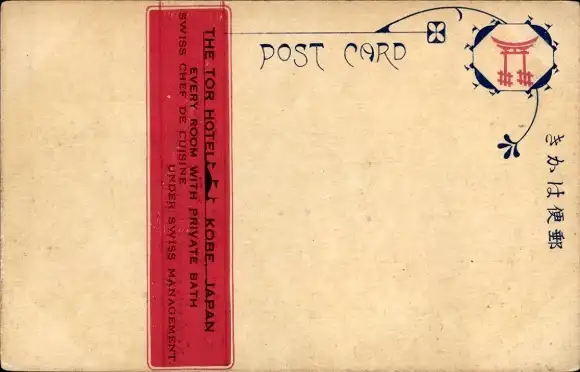 POST CARD
きかは便郵
THE TOR HOTEL KOBE, JAPAN
EVERY ROOM WITH PRIVATE BATH
SWISS CHEF DE CUISINE
UNDER SWISS MANAGEMENT